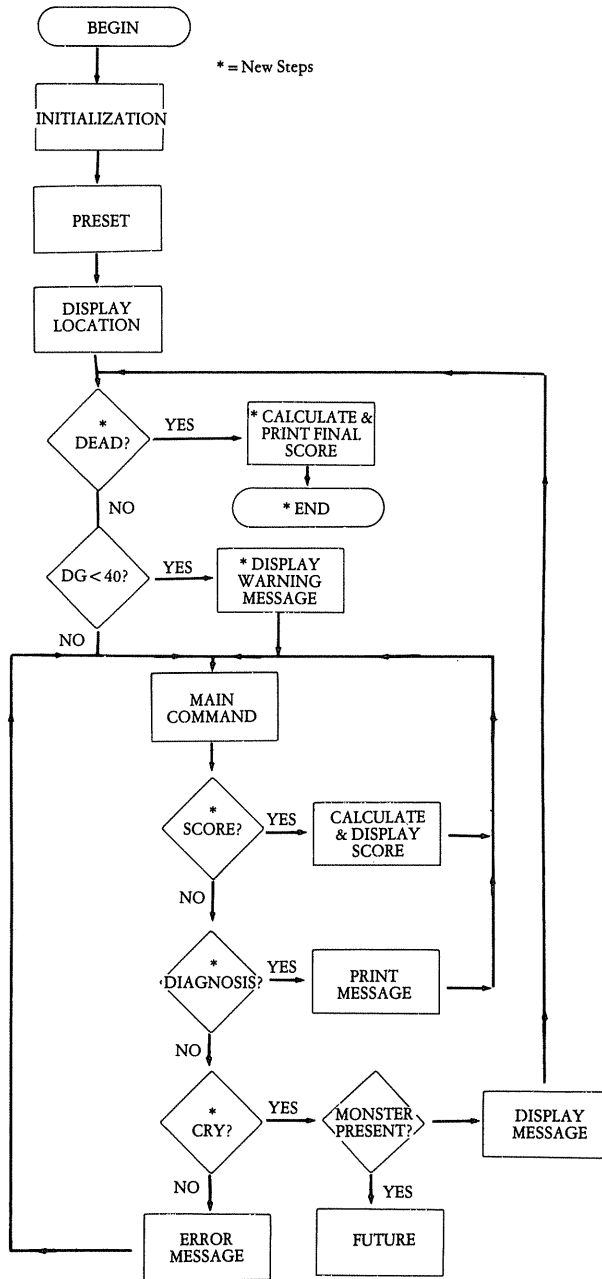 BEGIN
* = New Steps
INITIALIZATION
PRESET
DISPLAY
LOCATION
*
DEAD?
YES
* CALCULATE &
PRINT FINAL
SCORE
* END
NO
DG < 40?
YES
* DISPLAY
WARNING
MESSAGE
NO
MAIN
COMMAND
*
SCORE?
YES
CALCULATE
& DISPLAY
SCORE
NO
*
DIAGNOSIS?
YES
PRINT
MESSAGE
NO
*
CRY?
YES
MONSTER
PRESENT?
DISPLAY
MESSAGE
NO
YES
ERROR
MESSAGE
FUTURE